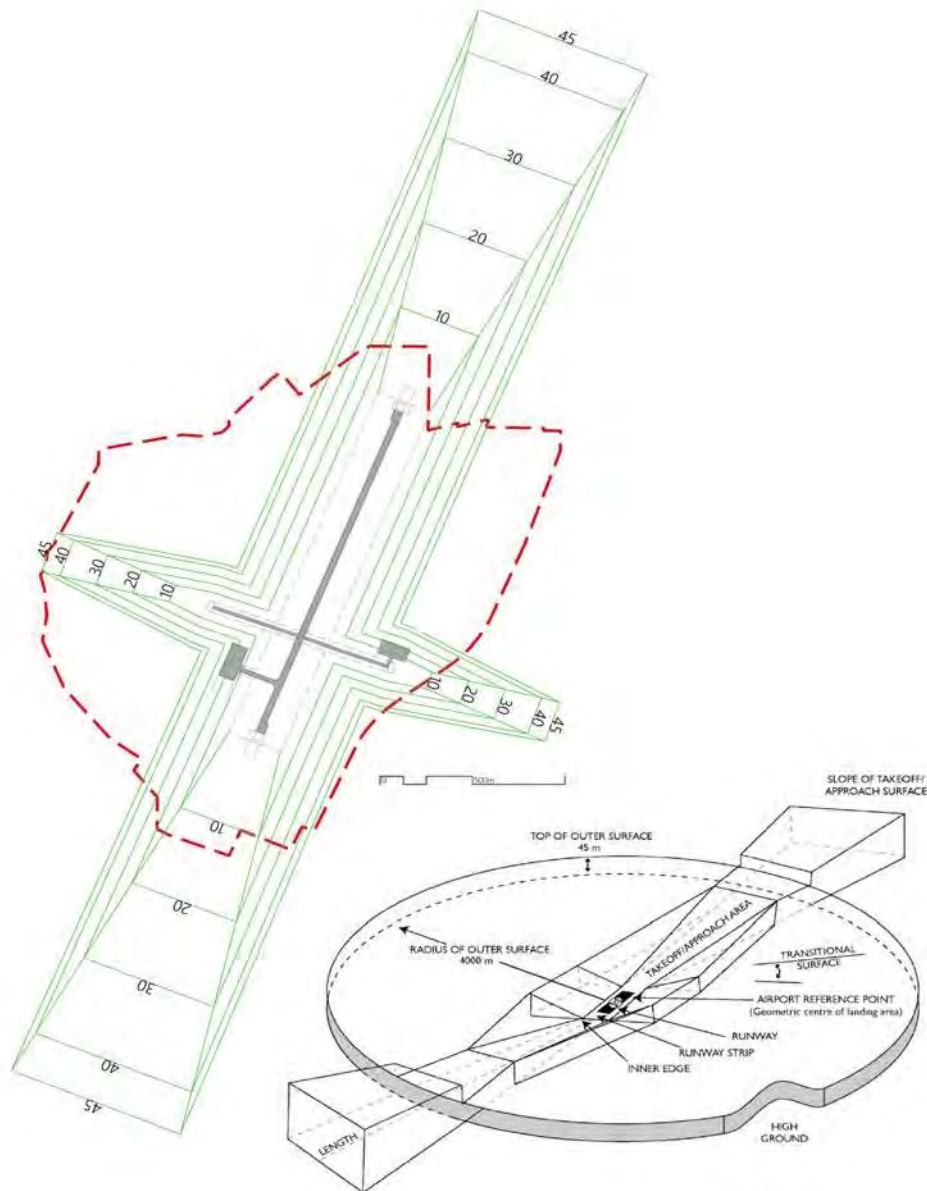 45
40
30
20
10
45
40
30
20
10
10
20
30
40
45
0
500m
10
20
30
40
45
SLOPE OF TAKEOFF/
APPROACH SURFACE
TOP OF OUTER SURFACE
45 m
TAKEOFF/APPROACH AREA
RADIUS OF OUTER SURFACE
4000 m
TRANSITIONAL
SURFACE
AIRPORT REFERENCE POINT
(Geometric centre of landing area)
RUNWAY
RUNWAY STRIP
INNER EDGE
LENGTH
HIGH
GROUND